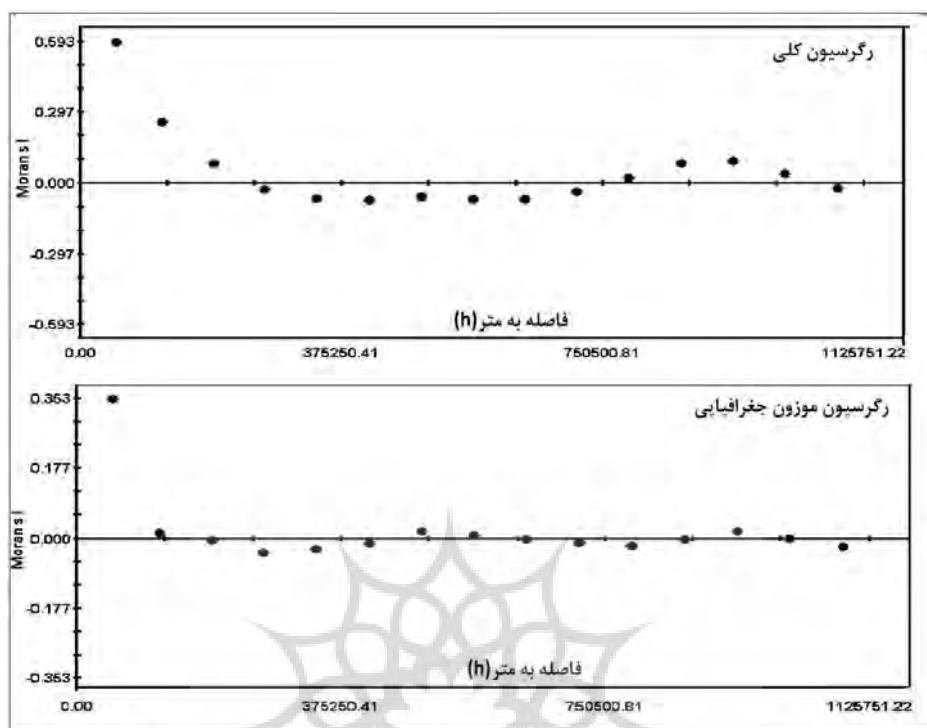 رگرسیون کلی
0.593
0.297
0.000
-0.297
-0.593
Morans I
فاصله به متر(h)
0.00 375250.41 750500.81 1125751.22
رگرسیون موزون جغرافیایی
0.353
0.177
0.000
-0.177
-0.353
Morans I
فاصله به متر(h)
0.00 375250.41 750500.81 1125751.22